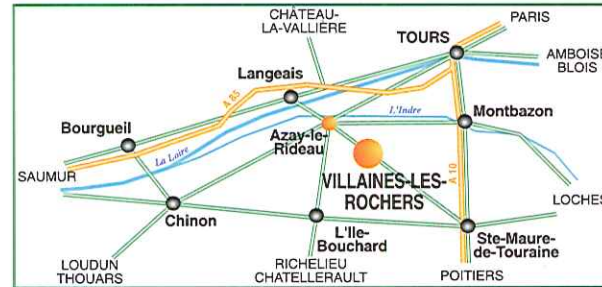 CHÂTEAU-
LA-VALLIÈRE
PARIS
TOURS
AMBOISE
BLOIS
Langeais
A 85
L'Indre
Montbazon
Bourgueil
Azay-le-
Rideau
La Loire
SAUMUR
VILLAINES-LES-
ROCHERS
A 10
LOCHES
Chinon
L'Ile-
Bouchard
Ste-Maure-
de-Touraine
LOUDUN
THOUARS
RICHELIEU
CHATELLERAULT
POITIERS